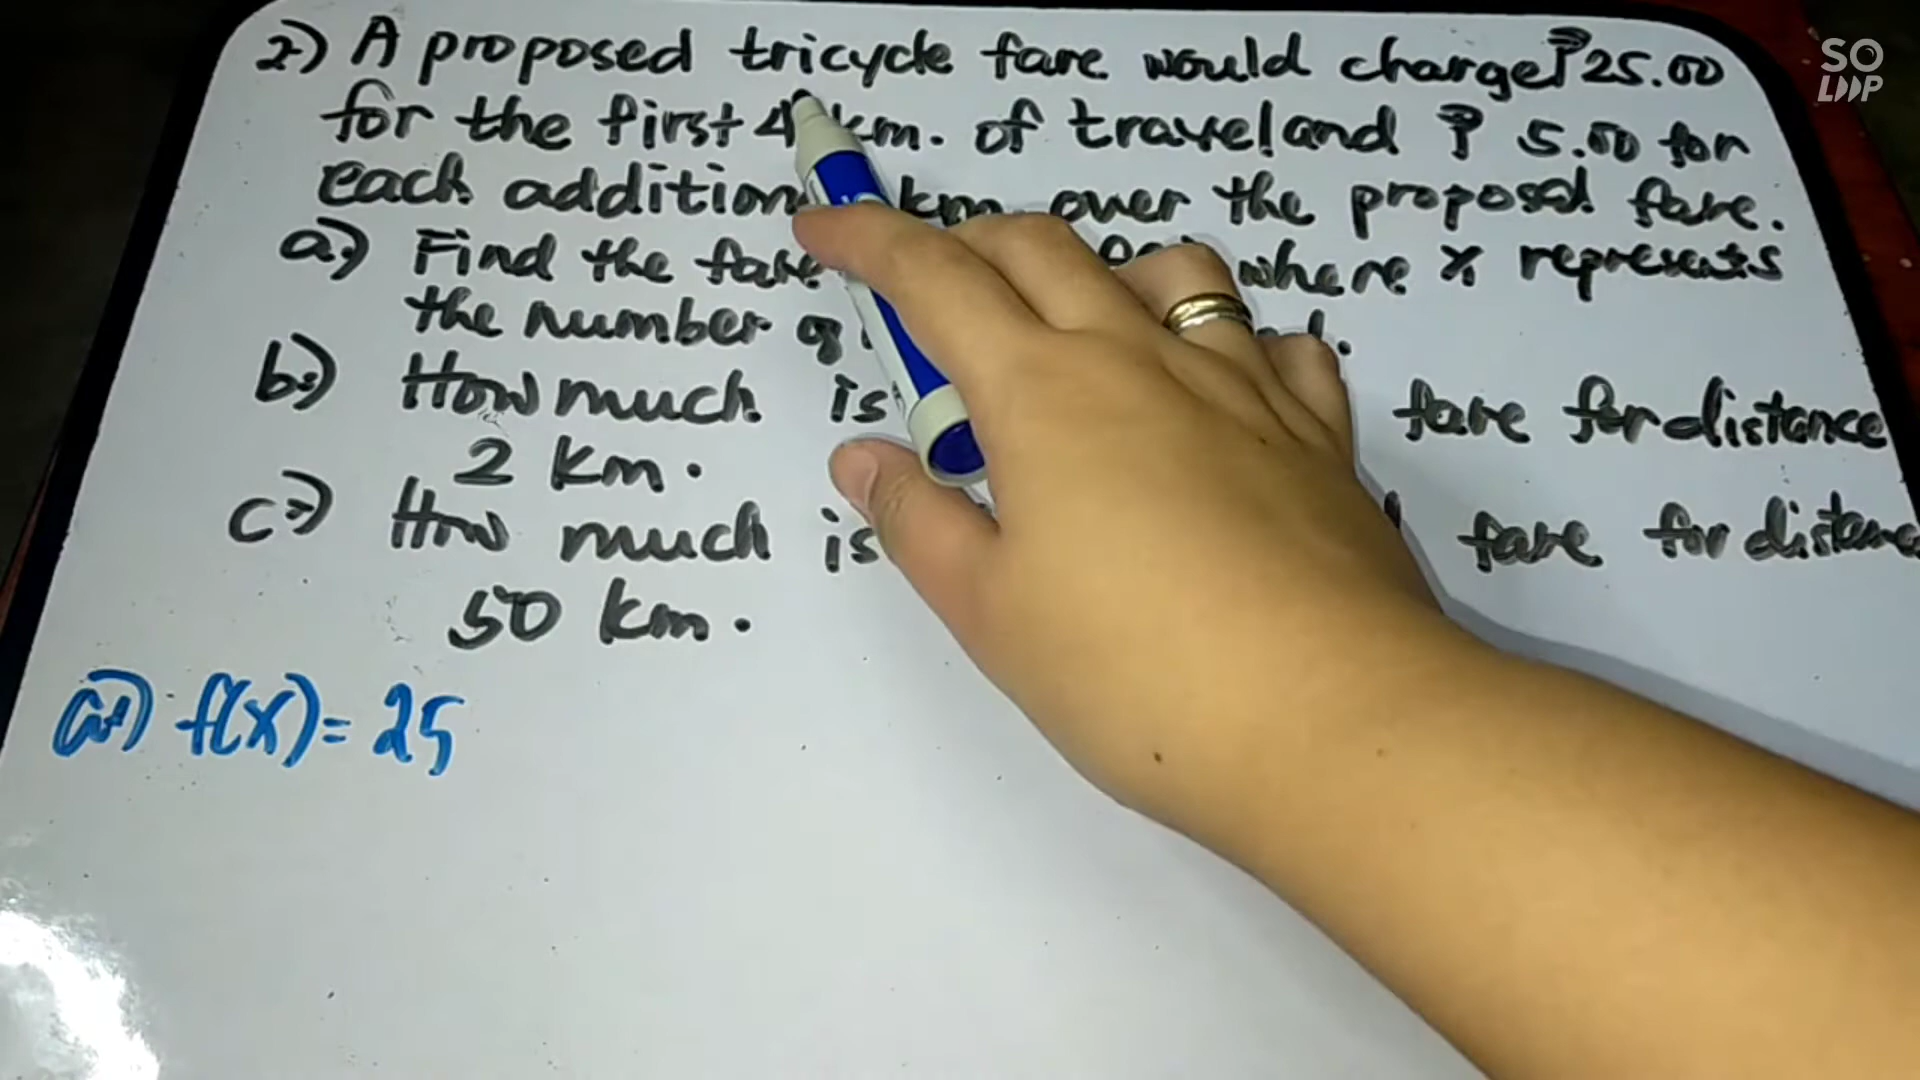 2.) A proposed tricycle fare would charge ₱25.00
for the first 4 km. of travel and ₱ 5.00 for
each addition km. over the proposed fare.
a.) Find the fare where x represents
the number
b.) How much is fare for distance
2 km.
c.) How much is fare for distance
50 km.
a.) f(x) = 25
SO
LOOP